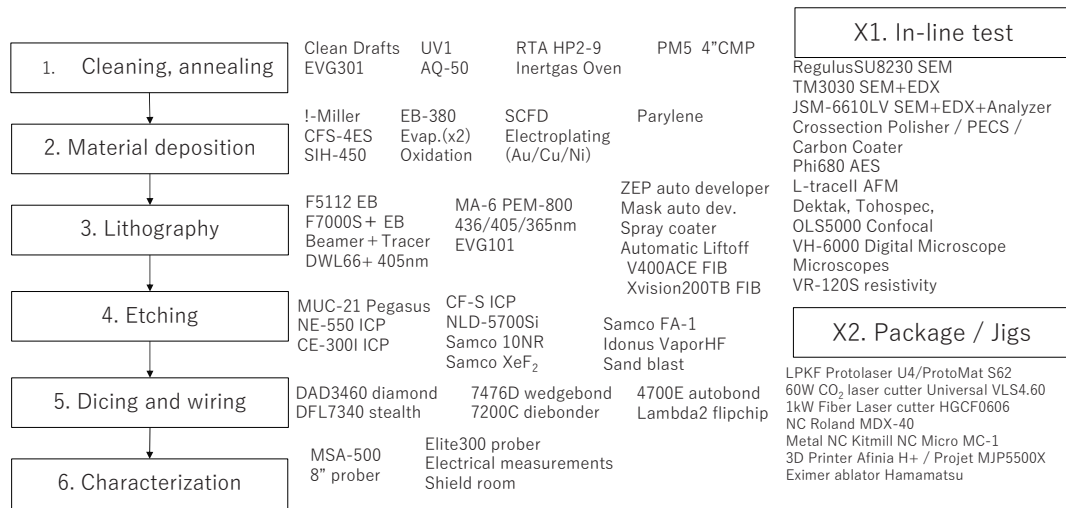 1. Cleaning, annealing
Clean Drafts UV1 RTA HP2-9 PM5 4”CMP
EVG301 AQ-50 Inertgas Oven
2. Material deposition
!-Miller EB-380 SCFD Parylene
CFS-4ES Evap.(x2) Electroplating
SIH-450 Oxidation (Au/Cu/Ni)
3. Lithography
F5112 EB
F7000S+ EB
Beamer+Tracer
DWL66+ 405nm
MA-6 PEM-800
436/405/365nm
EVG101
ZEP auto developer
Mask auto dev.
Spray coater
Automatic Liftoff
V400ACE FIB
Xvision200TB FIB
4. Etching
MUC-21 Pegasus
NE-550 ICP
CE-300I ICP
CF-S ICP
NLD-5700Si
Samco 10NR
Samco XeF₂
Samco FA-1
Idonus VaporHF
Sand blast
5. Dicing and wiring
DAD3460 diamond 7476D wedgebond 4700E autobond
DFL7340 stealth 7200C diebonder Lambda2 flipchip
6. Characterization
MSA-500
8” prober
Elite300 prober
Electrical measurements
Shield room
X1. In-line test
RegulusSU8230 SEM
TM3030 SEM+EDX
JSM-6610LV SEM+EDX+Analyzer
Crossection Polisher / PECS /
Carbon Coater
Phi680 AES
L-traceII AFM
Dektak, Tohospec,
OLS5000 Confocal
VH-6000 Digital Microscope
Microscopes
VR-120S resistivity
X2. Package / Jigs
LPKF Protolaser U4/ProtoMat S62
60W CO₂ laser cutter Universal VLS4.60
1kW Fiber Laser cutter HGCF0606
NC Roland MDX-40
Metal NC Kitmill NC Micro MC-1
3D Printer Afinia H+ / Projet MJP5500X
Eximer ablator Hamamatsu